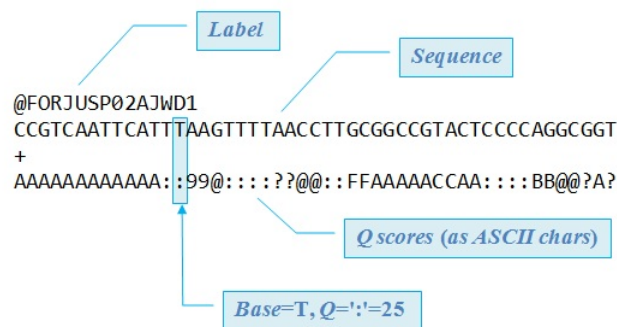 Label
Sequence
@FORJUSP02AJWD1
CCGTCAATTCATTTAAGTTTTAACCTTGCGGCCGTACTCCCCAGGCGGT
+
AAAAAAAAAAAA::99@::::??@@::FFAAAAACCAA::::BB@@?A?
Q scores (as ASCII chars)
Base=T, Q=':'=25